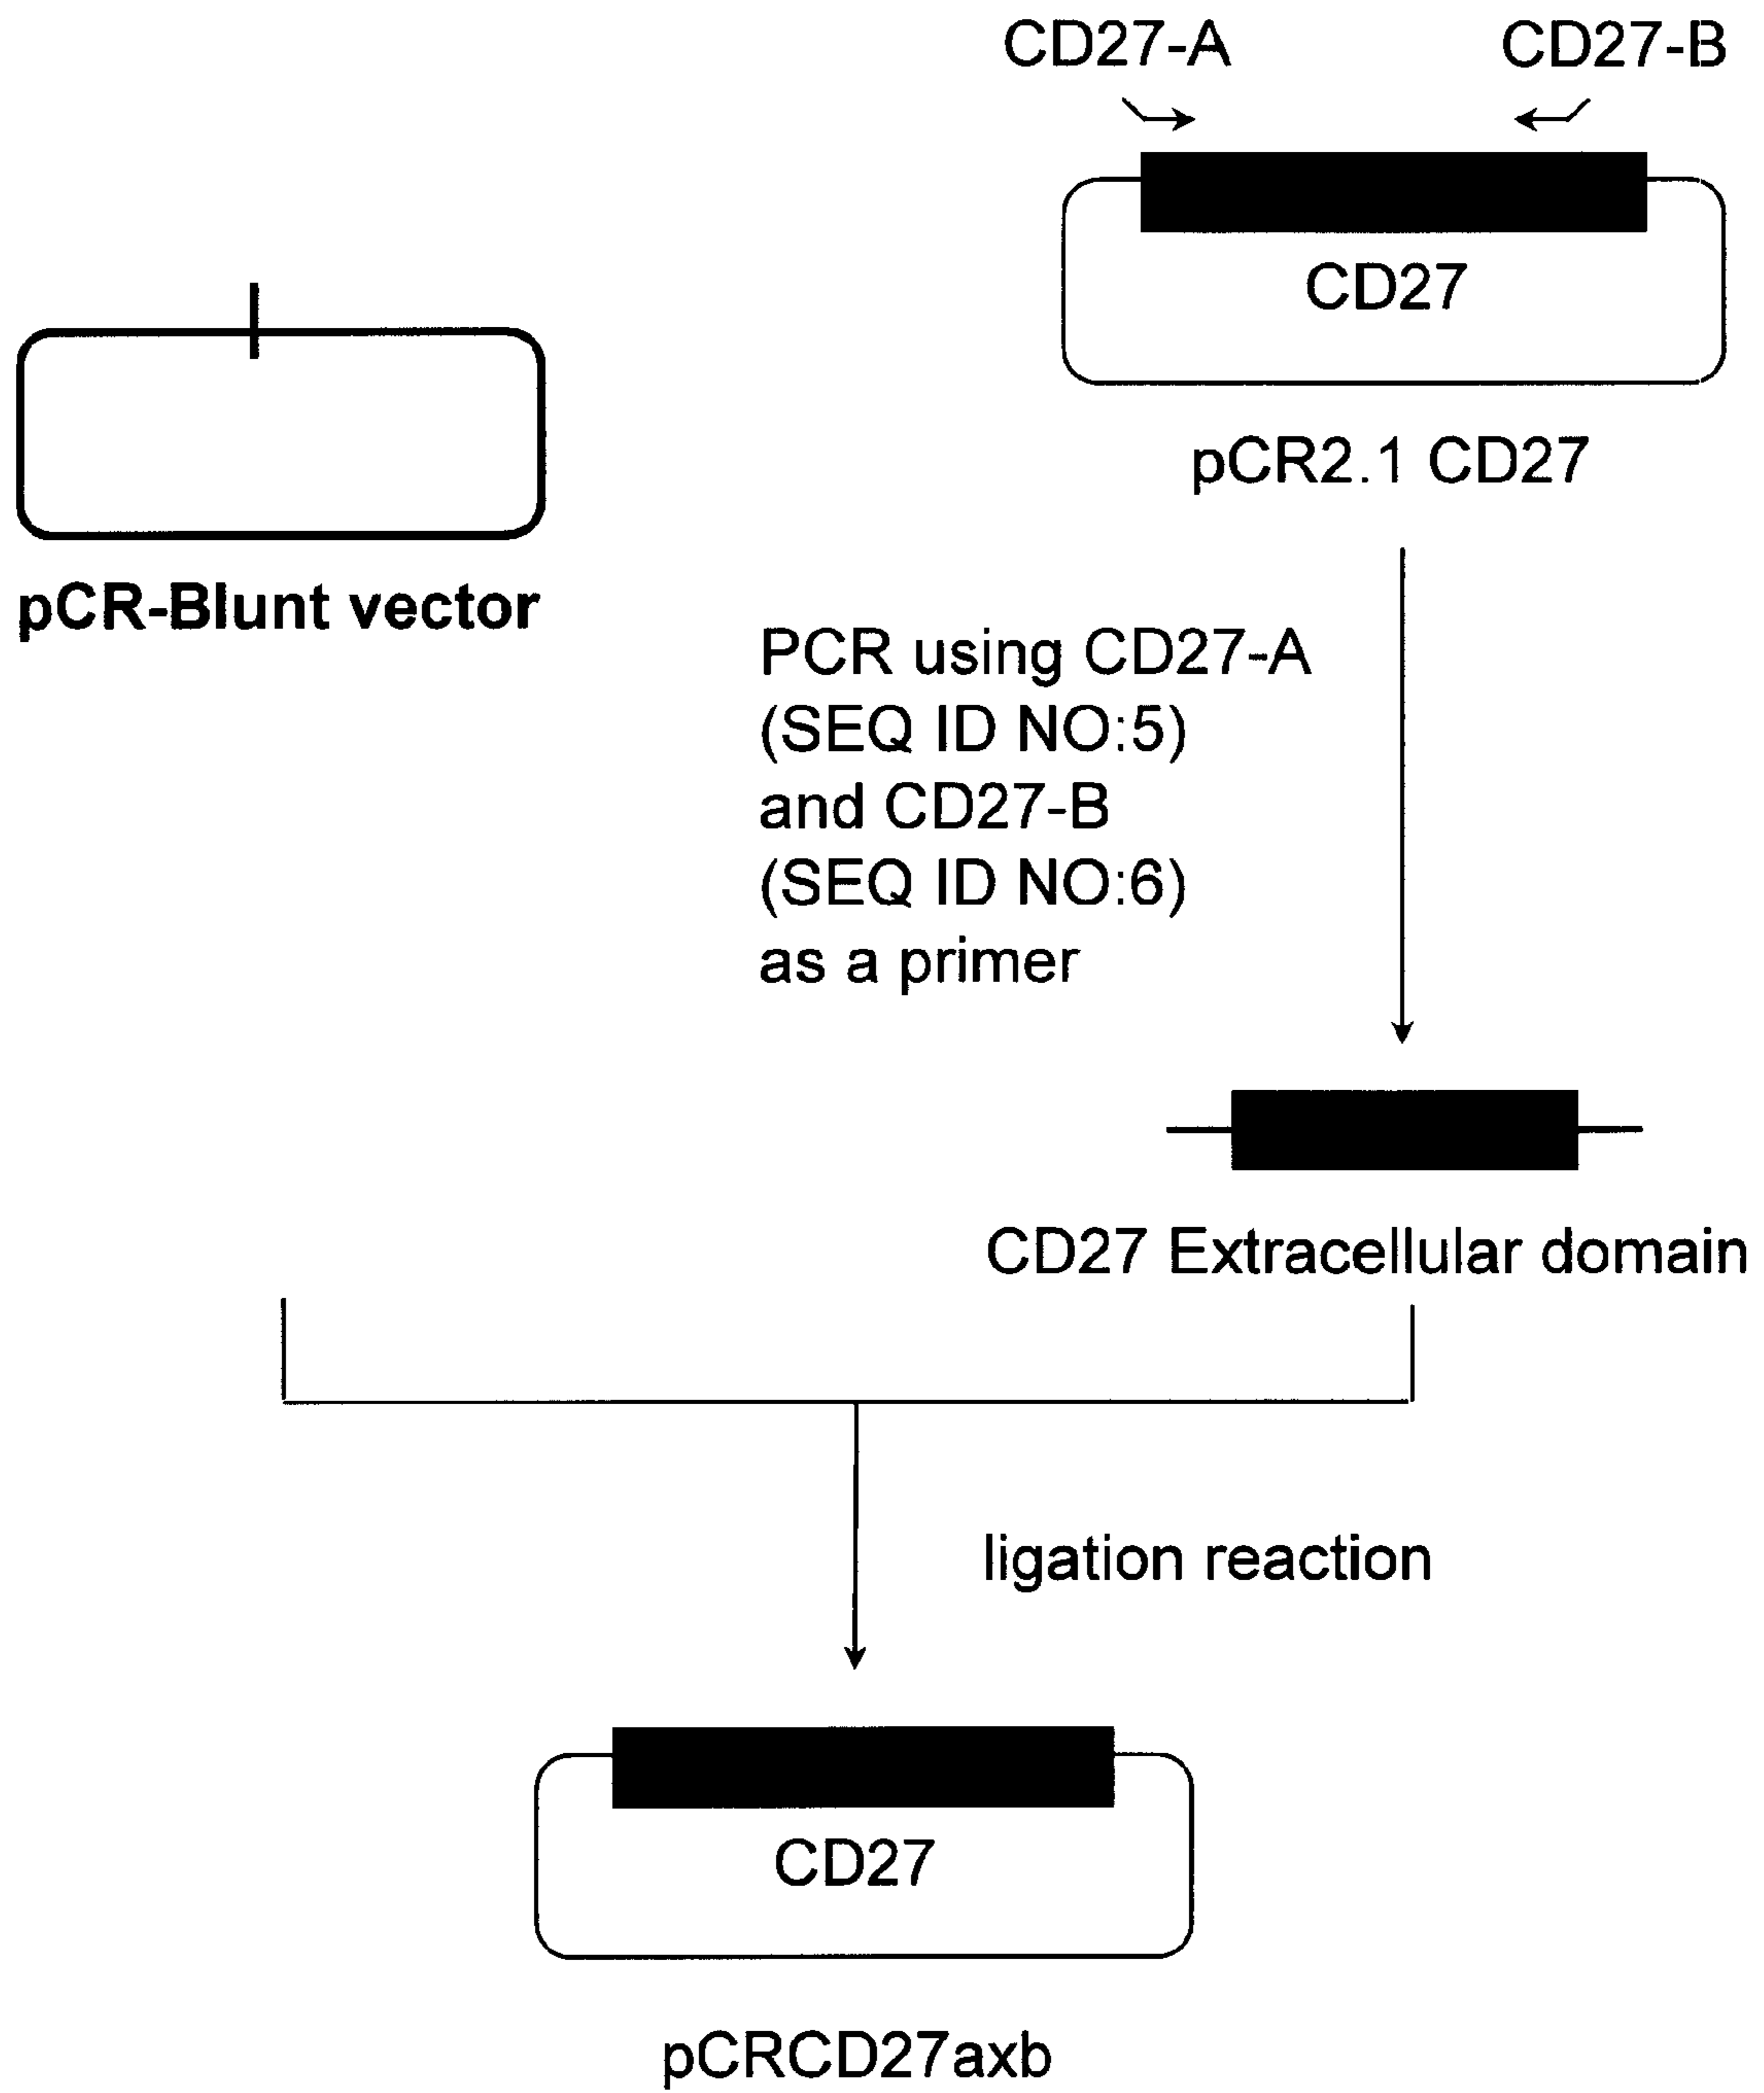 CD27-A CD27-B
CD27
pCR2.1 CD27
pCR-Blunt vector
PCR using CD27-A
(SEQ ID NO:5)
and CD27-B
(SEQ ID NO:6)
as a primer
CD27 Extracellular domain
ligation reaction
CD27
pCRCD27axb